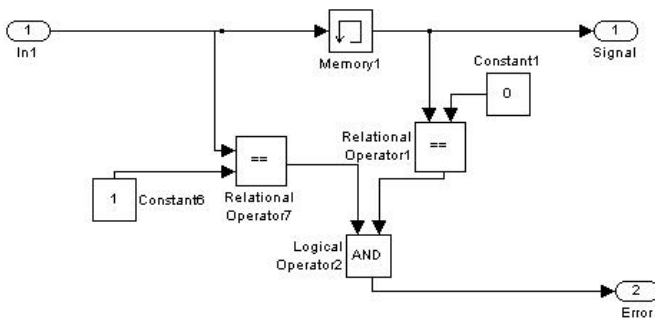 1
In1
Memory1
1
Signal
Constant1
0
Relational
Operator1
==
==
Relational
Operator7
1
Constant6
Logical
Operator2
AND
2
Error